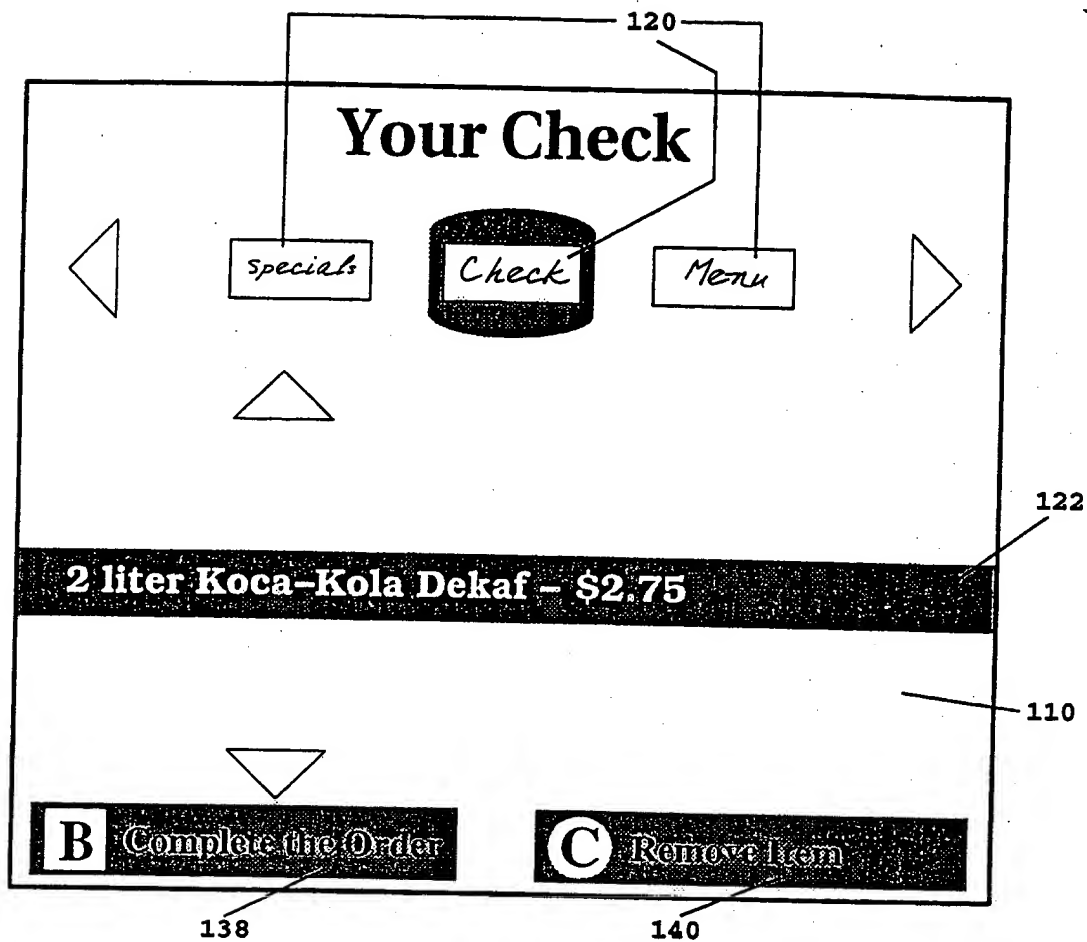 120
Your Check
Specials Check Menu
122
2 liter Koca–Kola Dekaf – $2.75
110
B Complete the Order C Remove Item
138 140